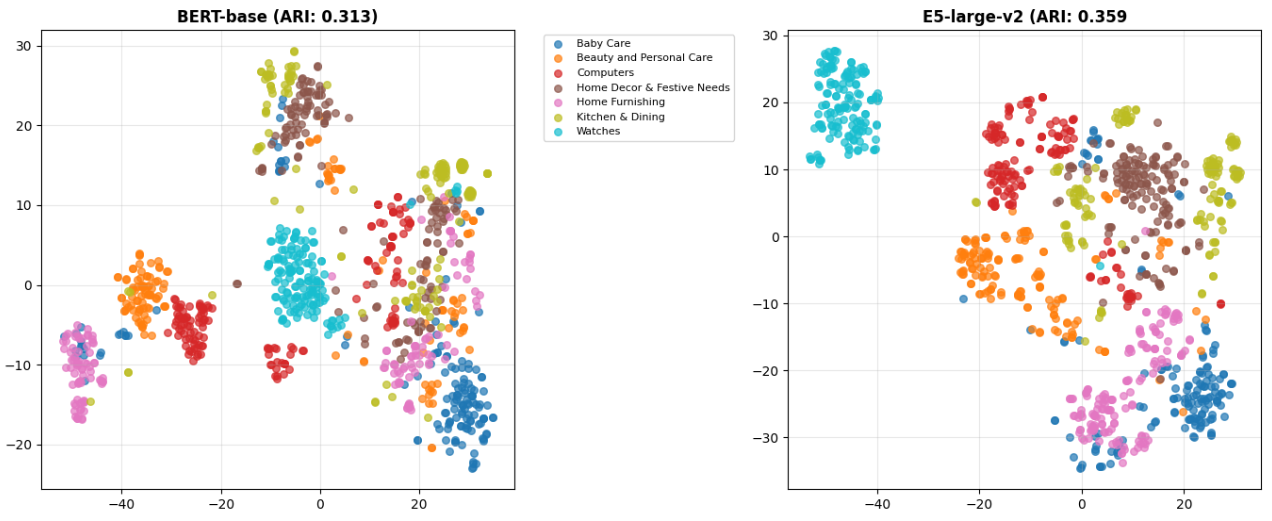 BERT-base (ARI: 0.313)
30
20
10
0
−10
−20
−40
−20
0
20
Baby Care
Beauty and Personal Care
Computers
Home Decor & Festive Needs
Home Furnishing
Kitchen & Dining
Watches
E5-large-v2 (ARI: 0.359
30
20
10
0
−10
−20
−30
−40
−20
0
20